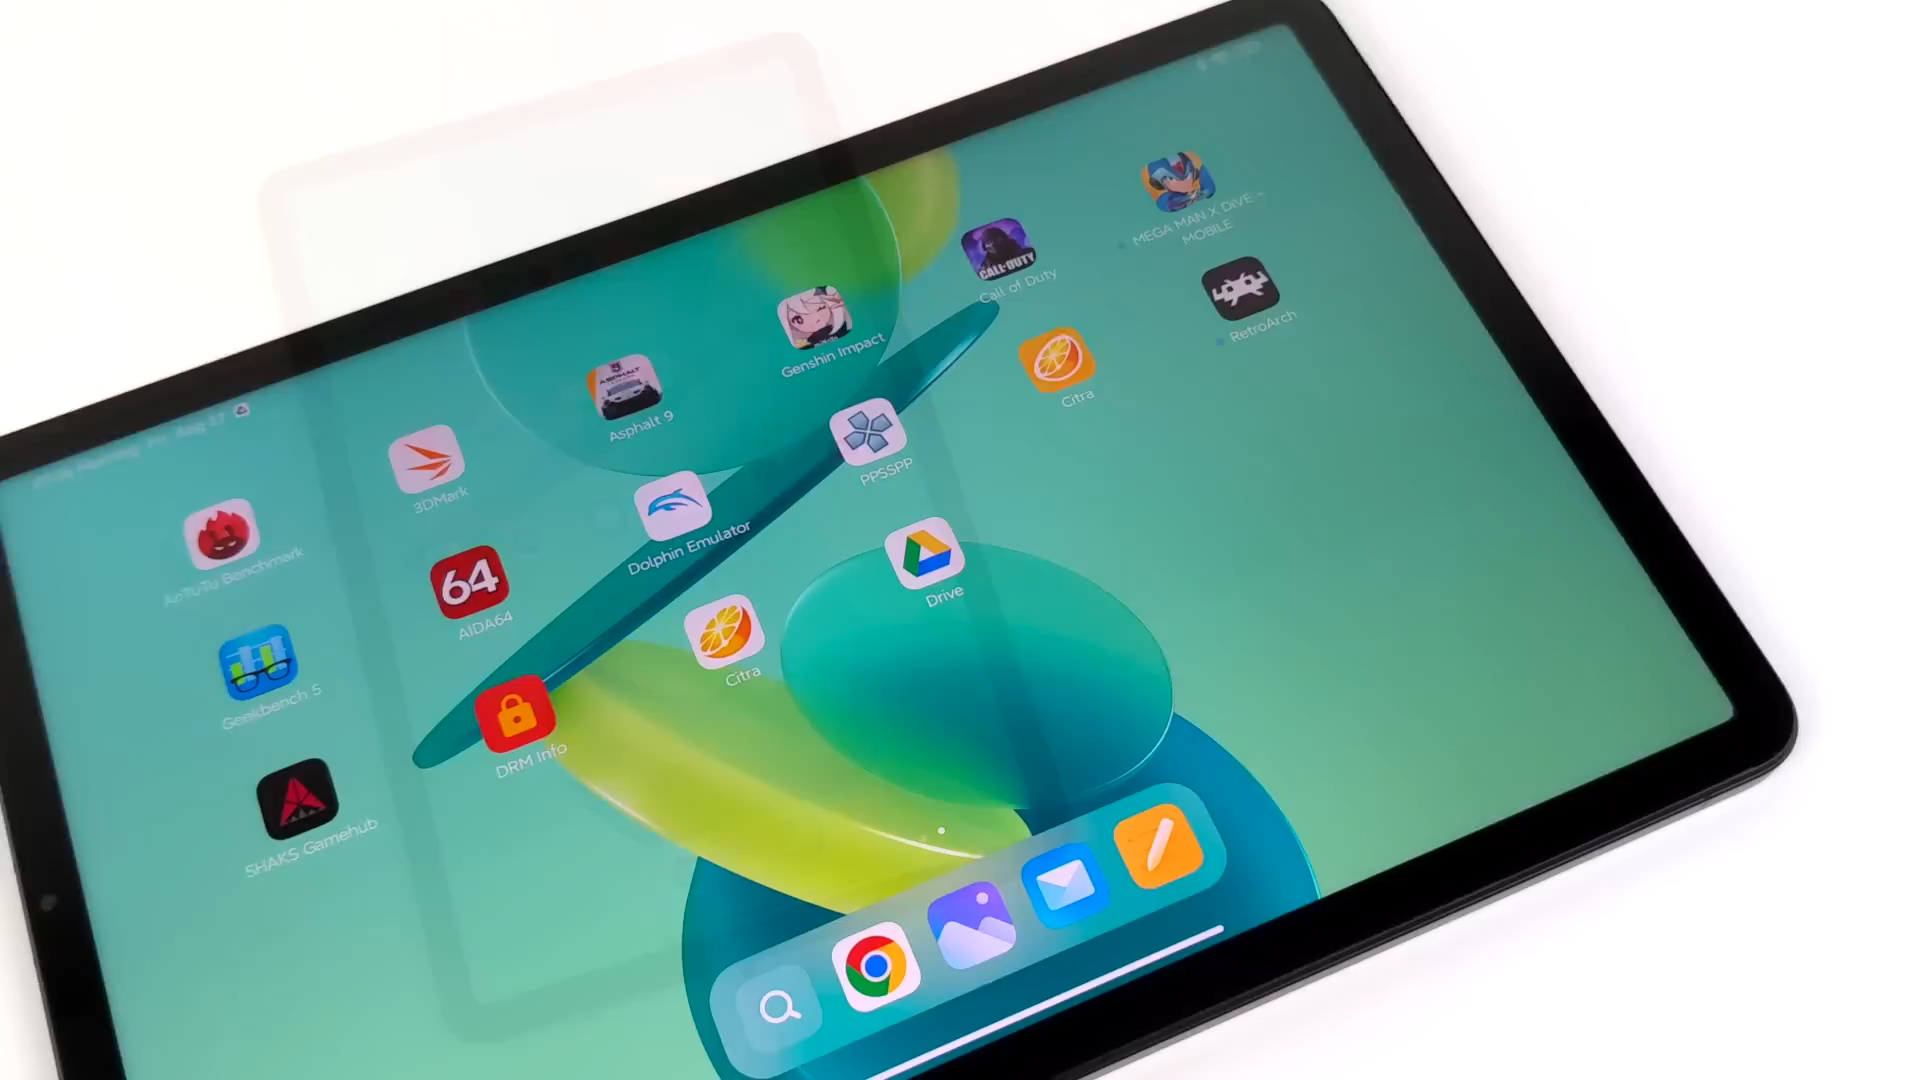 AnTuTu Benchmark
3DMark
Asphalt 9
Genshin Impact
Call of Duty
MEGA MAN X DIVE -
MOBILE
Geekbench 5
AIDA64
Dolphin Emulator
PPSSPP
Citra
RetroArch
SHAKS Gamehub
DRM Info
Citra
Drive
ASPHALT
CALL•DUTY
64